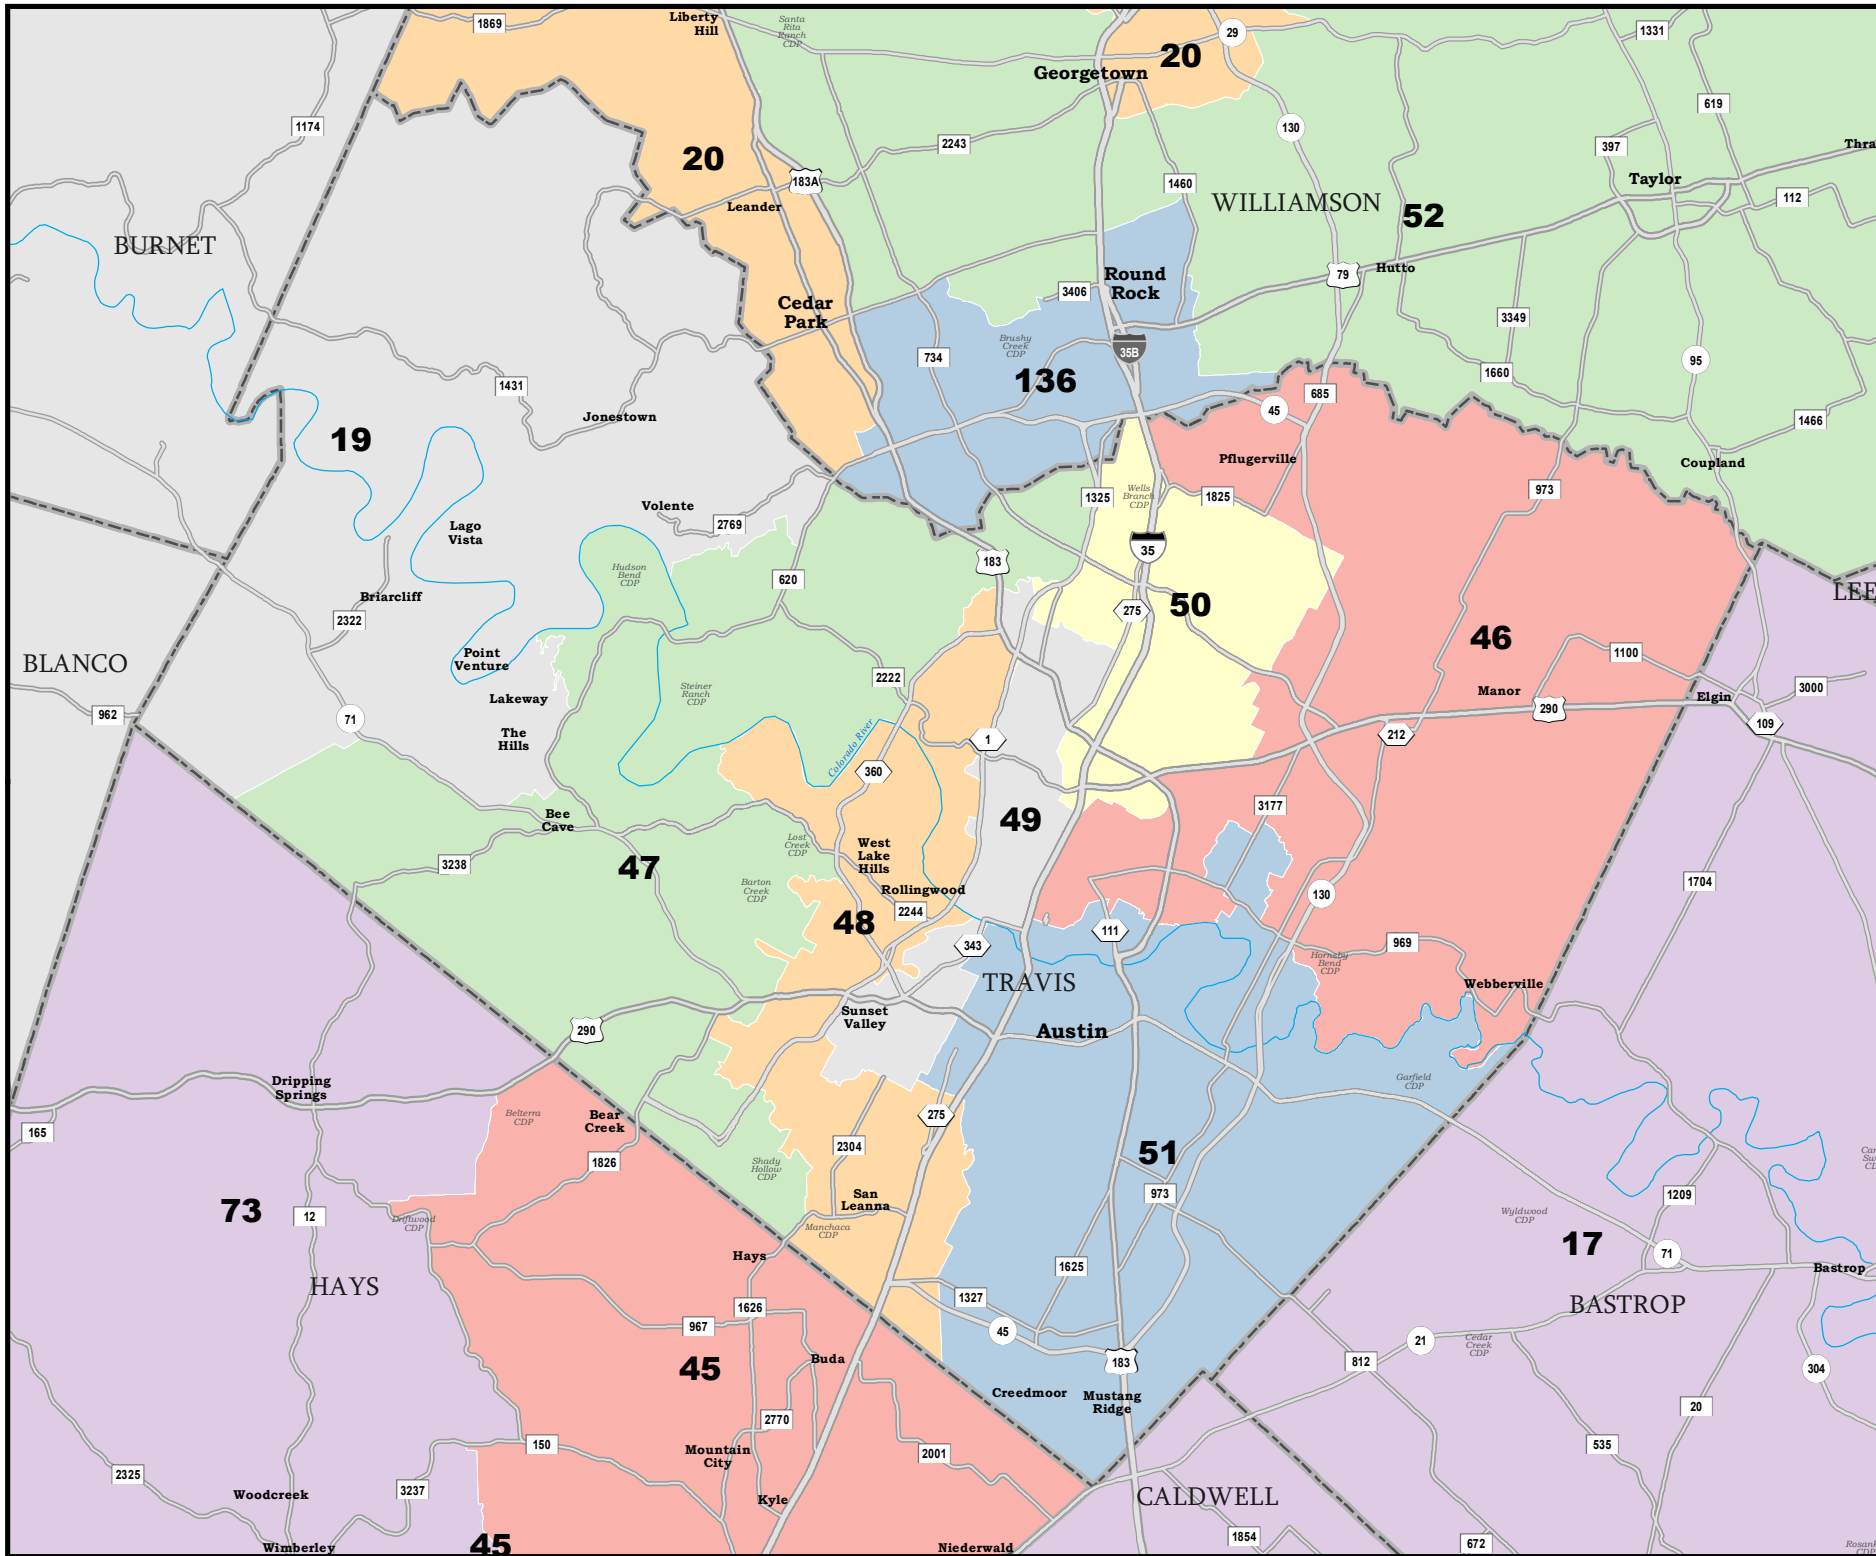 1869
Liberty
Hill
Santa
Rita
Ranch
CDP
29
1331
20
Georgetown
619
1174
130
397
2243
Thra
20
Taylor
183A
1460
112
Leander
WILLIAMSON
52
BURNET
Hutto
79
Round
Rock
3406
Cedar
Park
3349
Brushy
Creek
CDP
35B
734
95
136
1660
1431
685
45
Jonestown
1466
19
Pflugerville
Coupland
Wells
Branch
CDP
973
1325
1825
Volente
2769
Lago
Vista
35
183
Hudson
Bend
CDP
620
LEE
Briarcliff
275
50
2322
46
1100
Point
Venture
BLANCO
2222
3000
Steiner
Ranch
CDP
Manor
Elgin
Lakeway
290
962
71
109
The
Hills
212
1
Colorado River
360
3177
Bee
Cave
49
Lost
Creek
CDP
West
Lake
Hills
3238
47
1704
Barton
Creek
CDP
Rollingwood
130
2244
48
111
343
969
Hornsby
Bend
CDP
TRAVIS
Webberville
Sunset
Valley
290
Austin
Garfield
CDP
Dripping
Springs
Belterra
CDP
Bear
Creek
275
165
2304
51
1826
Shady
Hollow
CDP
973
1209
San
Leanna
73
12
Driftwood
CDP
Manchaca
CDP
Wyldwood
CDP
17
Hays
71
1625
Bastrop
HAYS
1327
BASTROP
1626
967
45
21
Cedar
Creek
CDP
Buda
183
812
45
304
Creedmoor
Mustang
Ridge
20
2770
150
535
Mountain
City
2001
2325
3237
Woodcreek
Kyle
CALDWELL
1854
672
45
Wimberley
Niederwald